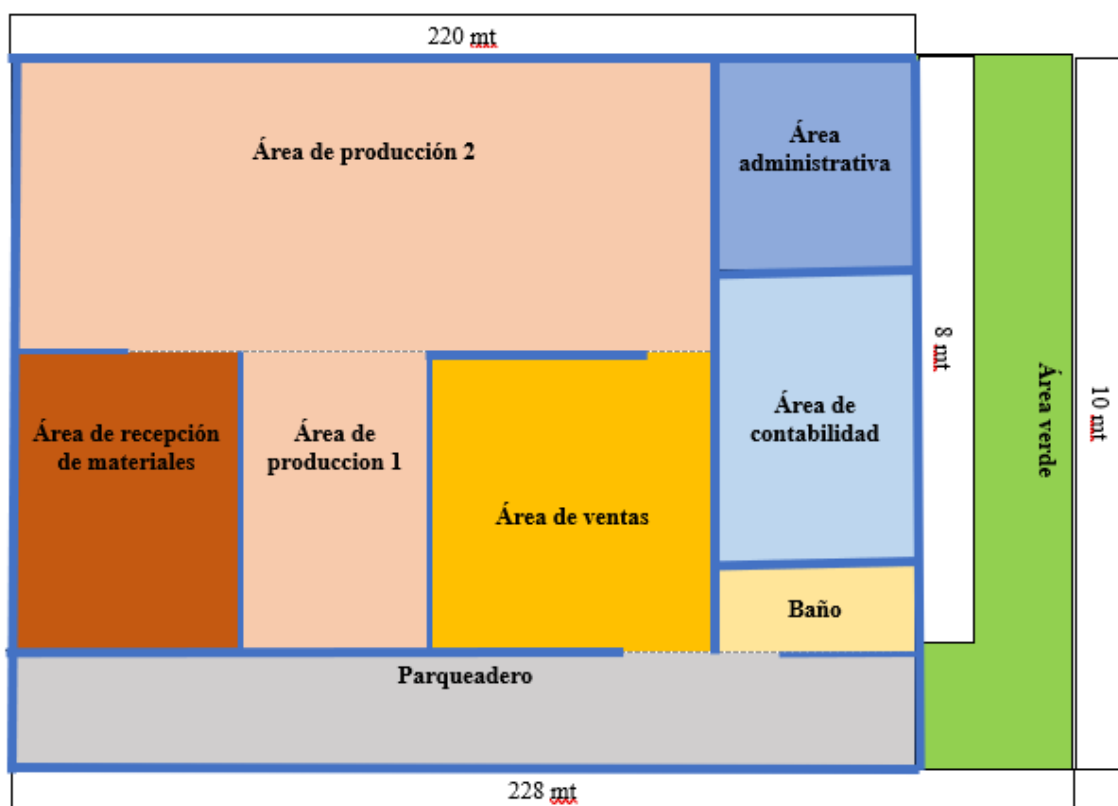 220 mt
Área de producción 2
Área
administrativa
8 mt
Área verde
10 mt
Área de recepción
de materiales
Área de
produccion 1
Área de ventas
Área de
contabilidad
Baño
Parqueadero
228 mt